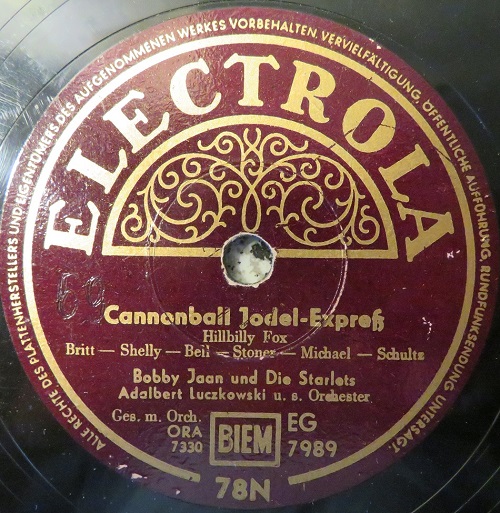 ALLE RECHTE DES PLATTENHERSTELLERS UND EIGENTÜMERS DES AUFGENOMMENEN WERKES VORBEHALTEN. VERVIELFÄLTIGUNG, ÖFFENTLICHE AUFFÜHRUNG, RUNDFUNKSENDUNG UNTERSAGT.
ELECTROLA
69
Cannonball Jodel-Expreß
Hillbilly Fox
Britt — Shelly — Bell — Stoner — Michael — Schultz
Bobby Jaan und Die Starlets
Adalbert Luczkowski u. s. Orchester
Ges. m. Orch.
ORA
7330
BIEM
EG
7989
78N